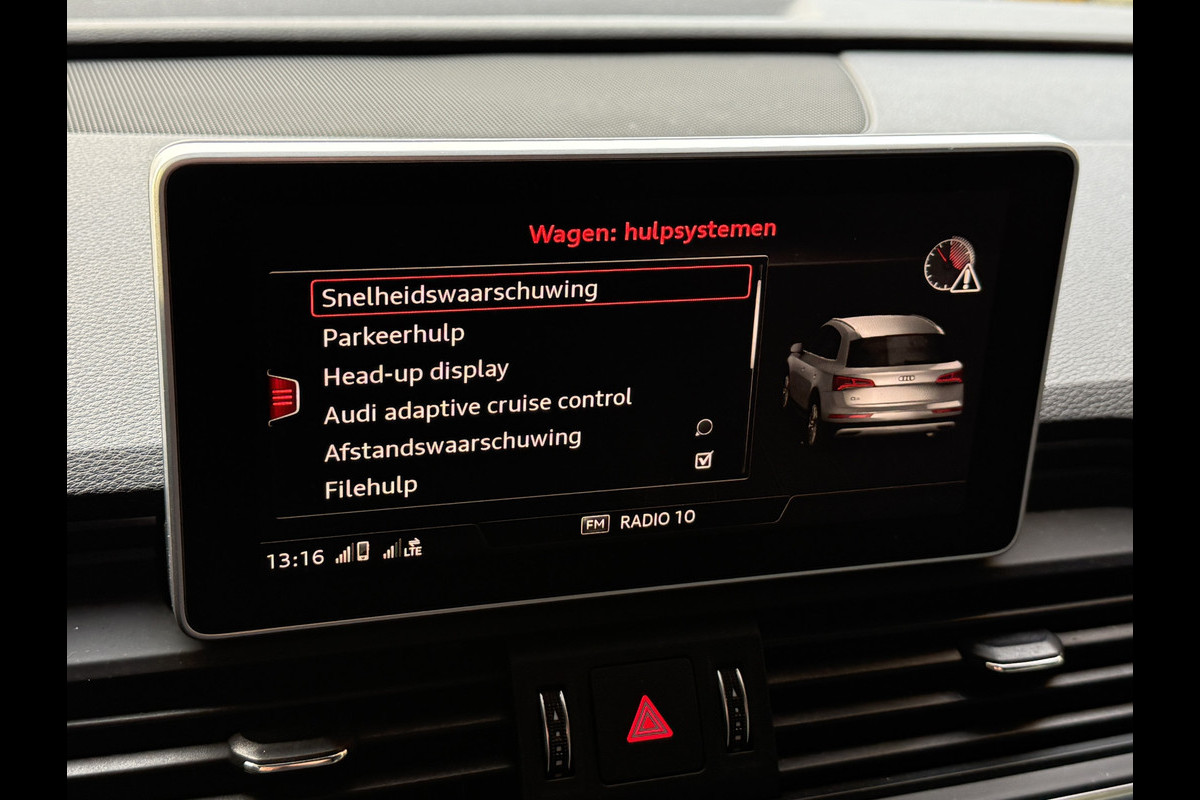 Wagen: hulpsystemen
Snelheidswaarschuwing
Parkeerhulp
Head-up display
Audi adaptive cruise control
Afstandswaarschuwing
Filehulp
FM RADIO 10
13:16 LTE